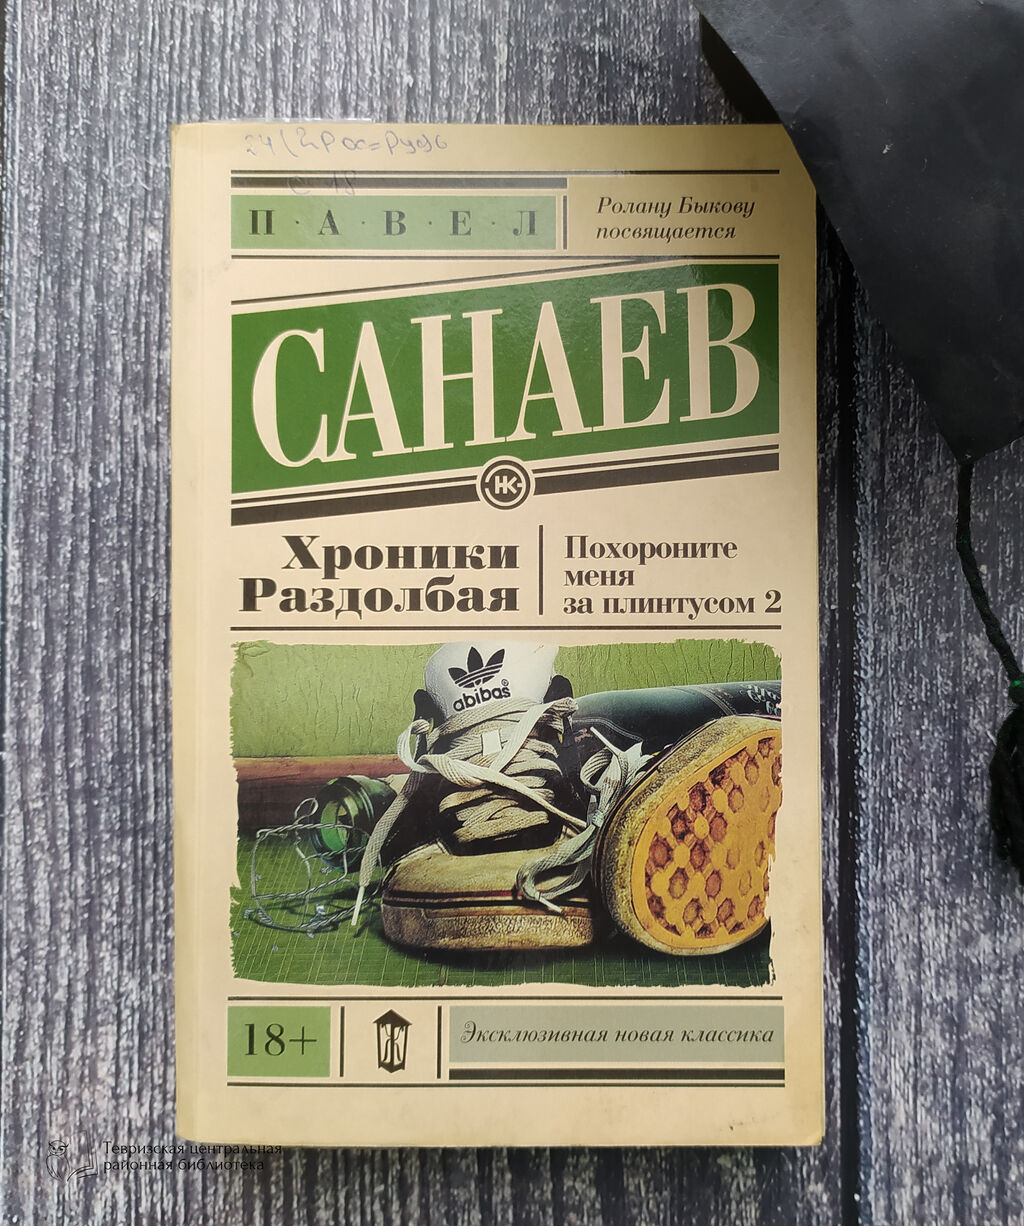 П·А·В·Е·Л
Ролану Быкову
посвящается
САНАЕВ
НК
Хроники
Раздолбая
Похороните
меня
за плинтусом 2
abibas®
18+
Эксклюзивная новая классика
Тевризская центральная
районная библиотека